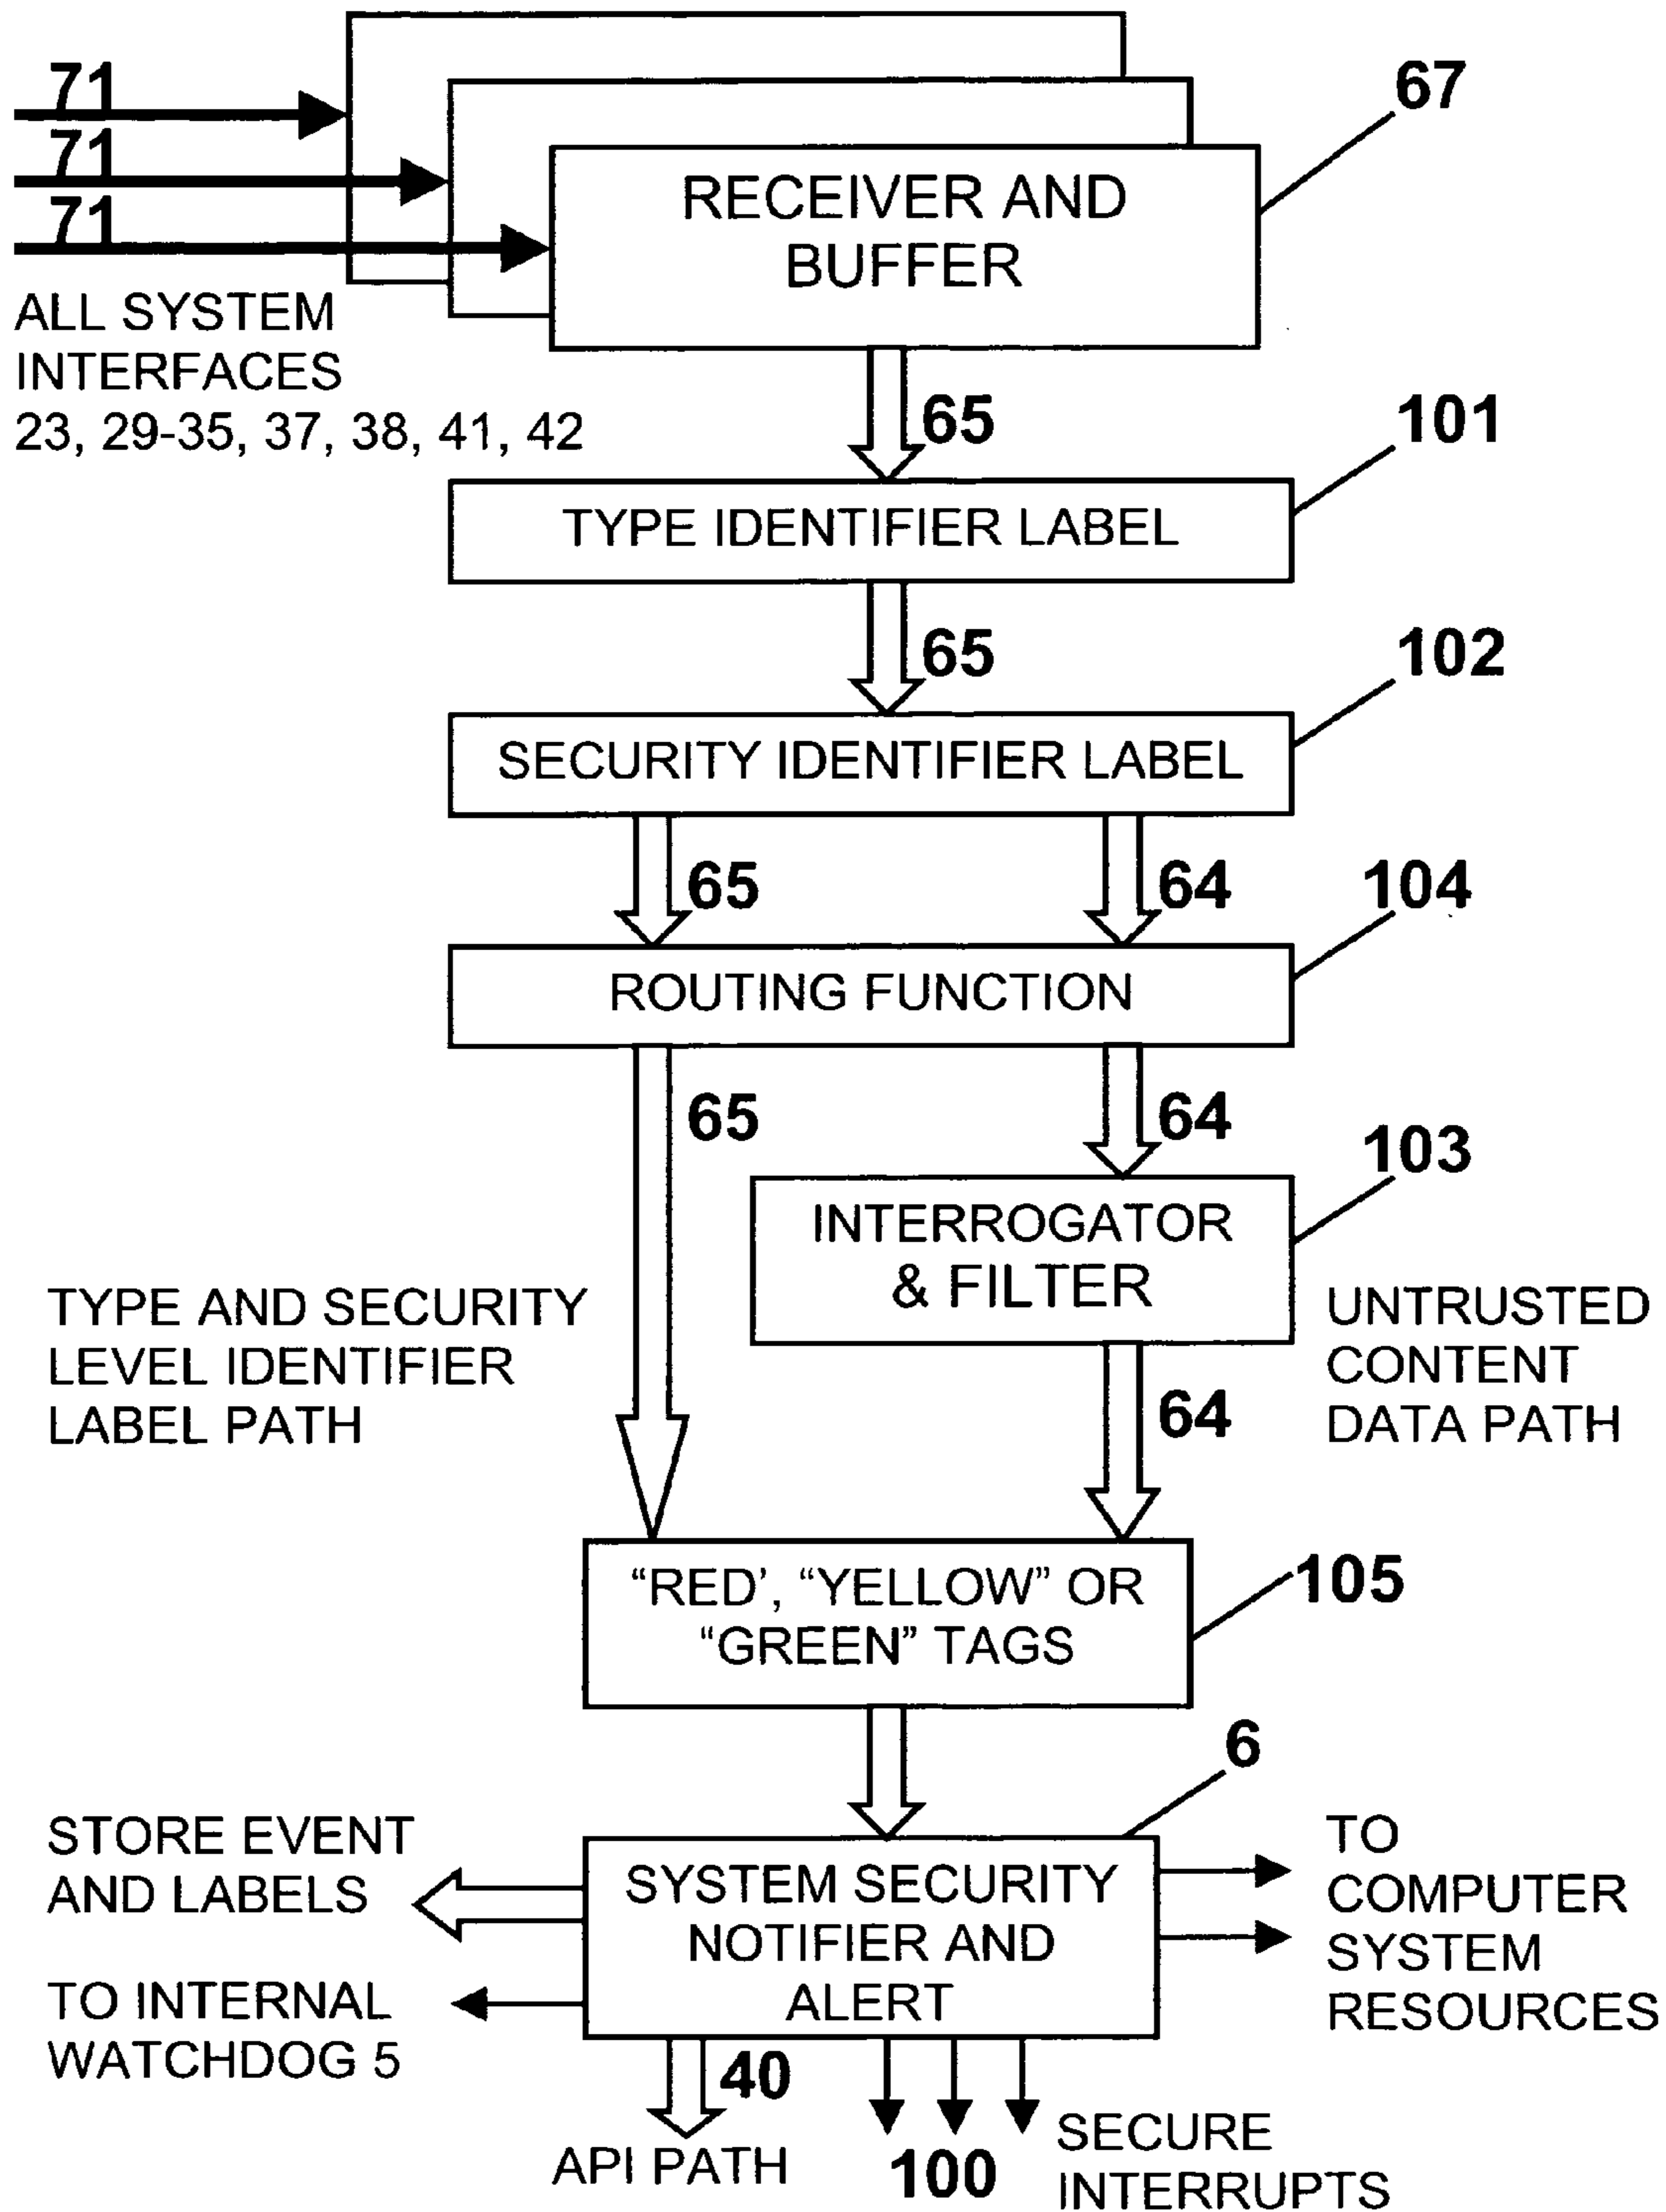 71
67
71
RECEIVER AND
71
BUFFER
ALL SYSTEM
INTERFACES
23, 29-35, 37, 38, 41, 42
65
101
TYPE IDENTIFIER LABEL
65
102
SECURITY IDENTIFIER LABEL
65
64
104
ROUTING FUNCTION
65
64
103
INTERROGATOR
& FILTER
TYPE AND SECURITY
LEVEL IDENTIFIER
LABEL PATH
UNTRUSTED
CONTENT
DATA PATH
64
“RED’, “YELLOW” OR
“GREEN” TAGS
105
6
STORE EVENT
AND LABELS
SYSTEM SECURITY
NOTIFIER AND
ALERT
TO
COMPUTER
SYSTEM
RESOURCES
TO INTERNAL
WATCHDOG 5
40
API PATH
100
SECURE
INTERRUPTS